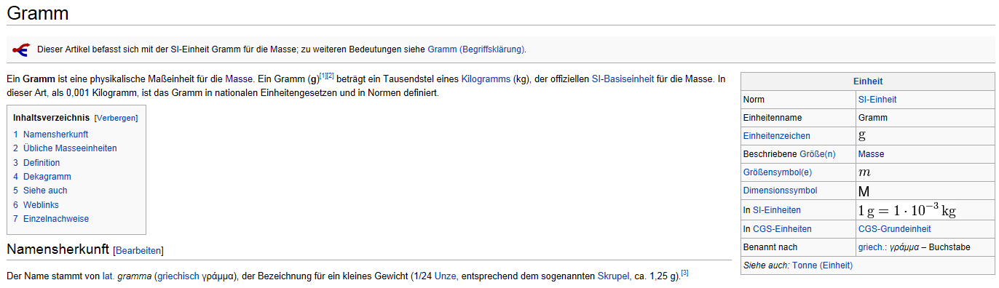 Gramm
Dieser Artikel befasst sich mit der SI-Einheit Gramm für die Masse; zu weiteren Bedeutungen siehe Gramm (Begriffsklärung).
Ein Gramm ist eine physikalische Maßeinheit für die Masse. Ein Gramm (g)[1][2] beträgt ein Tausendstel eines Kilogramms (kg), der offiziellen SI-Basiseinheit für die Masse. In
dieser Art, als 0,001 Kilogramm, ist das Gramm in nationalen Einheitengesetzen und in Normen definiert.
Inhaltsverzeichnis [Verbergen]
1 Namensherkunft
2 Übliche Masseeinheiten
3 Definition
4 Dekagramm
5 Siehe auch
6 Weblinks
7 Einzelnachweise
Namensherkunft [Bearbeiten]
Der Name stammt von lat. gramma (griechisch γράμμα), der Bezeichnung für ein kleines Gewicht (1/24 Unze, entsprechend dem sogenannten Skrupel, ca. 1,25 g).[3]
Einheit
Norm SI-Einheit
Einheitenname Gramm
Einheitenzeichen g
Beschriebene Größe(n) Masse
Größensymbol(e) m
Dimensionssymbol M
In SI-Einheiten 1 g = 1 · 10⁻³ kg
In CGS-Einheiten CGS-Grundeinheit
Benannt nach griech.: γράμμα – Buchstabe
Siehe auch: Tonne (Einheit)